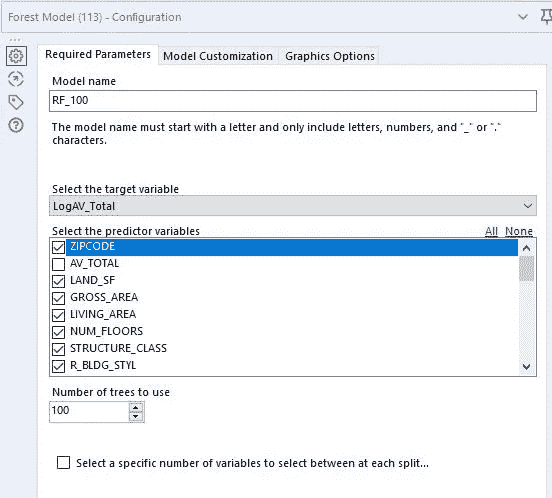 Forest Model (113) - Configuration
Required Parameters Model Customization Graphics Options
Model name
RF_100
The model name must start with a letter and only include letters, numbers, and "_" or "."
characters.
Select the target variable
LogAV_Total
Select the predictor variables All None
ZIPCODE
AV_TOTAL
LAND_SF
GROSS_AREA
LIVING_AREA
NUM_FLOORS
STRUCTURE_CLASS
R_BLDG_STYL
Number of trees to use
100
Select a specific number of variables to select between at each split...